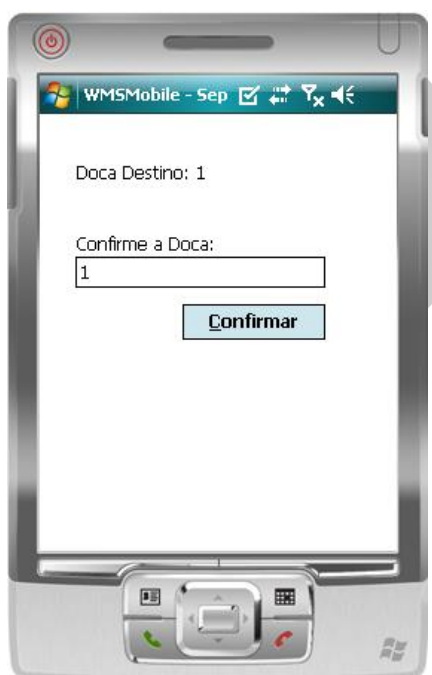 WMSMobile - Sep
Doca Destino: 1
Confirme a Doca:
1
Confirmar